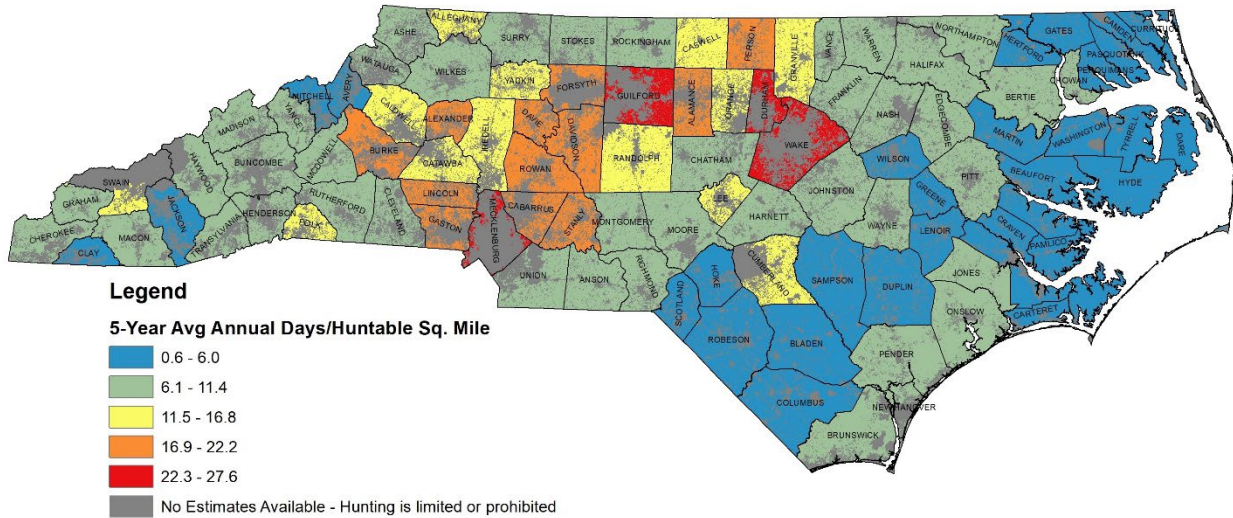 ALLEGHANY
ASHE
SURRY
STOKES
ROCKINGHAM
CASWELL
PERSON
GRANVILLE
VANCE
WARREN
NORTHAMPTON
HERTFORD
GATES
CAMDEN
CURRITUCK
PASQUOTANK
PERQUIMANS
CHOWAN
WATAUGA
WILKES
YADKIN
FORSYTH
GUILFORD
ALAMANCE
ORANGE
DURHAM
FRANKLIN
HALIFAX
BERTIE
MITCHELL
AVERY
CALDWELL
ALEXANDER
IREDELL
DAVIE
DAVIDSON
RANDOLPH
CHATHAM
WAKE
NASH
EDGECOMBE
MARTIN
WASHINGTON
TYRRELL
DARE
MADISON
YANCEY
MCDOWELL
BURKE
CATAWBA
ROWAN
LEE
JOHNSTON
WILSON
PITT
BEAUFORT
HYDE
SWAIN
HAYWOOD
BUNCOMBE
RUTHERFORD
CLEVELAND
LINCOLN
GASTON
MECKLENBURG
CABARRUS
STANLY
MONTGOMERY
MOORE
HARNETT
WAYNE
GREENE
LENOIR
CRAVEN
PAMLICO
GRAHAM
CHEROKEE
CLAY
MACON
JACKSON
TRANSYLVANIA
HENDERSON
POLK
UNION
ANSON
RICHMOND
SCOTLAND
HOKE
CUMBERLAND
SAMPSON
DUPLIN
JONES
ONSLOW
CARTERET
ROBESON
BLADEN
PENDER
COLUMBUS
NEW HANOVER
BRUNSWICK
Legend
5-Year Avg Annual Days/Huntable Sq. Mile
0.6 - 6.0
6.1 - 11.4
11.5 - 16.8
16.9 - 22.2
22.3 - 27.6
No Estimates Available - Hunting is limited or prohibited